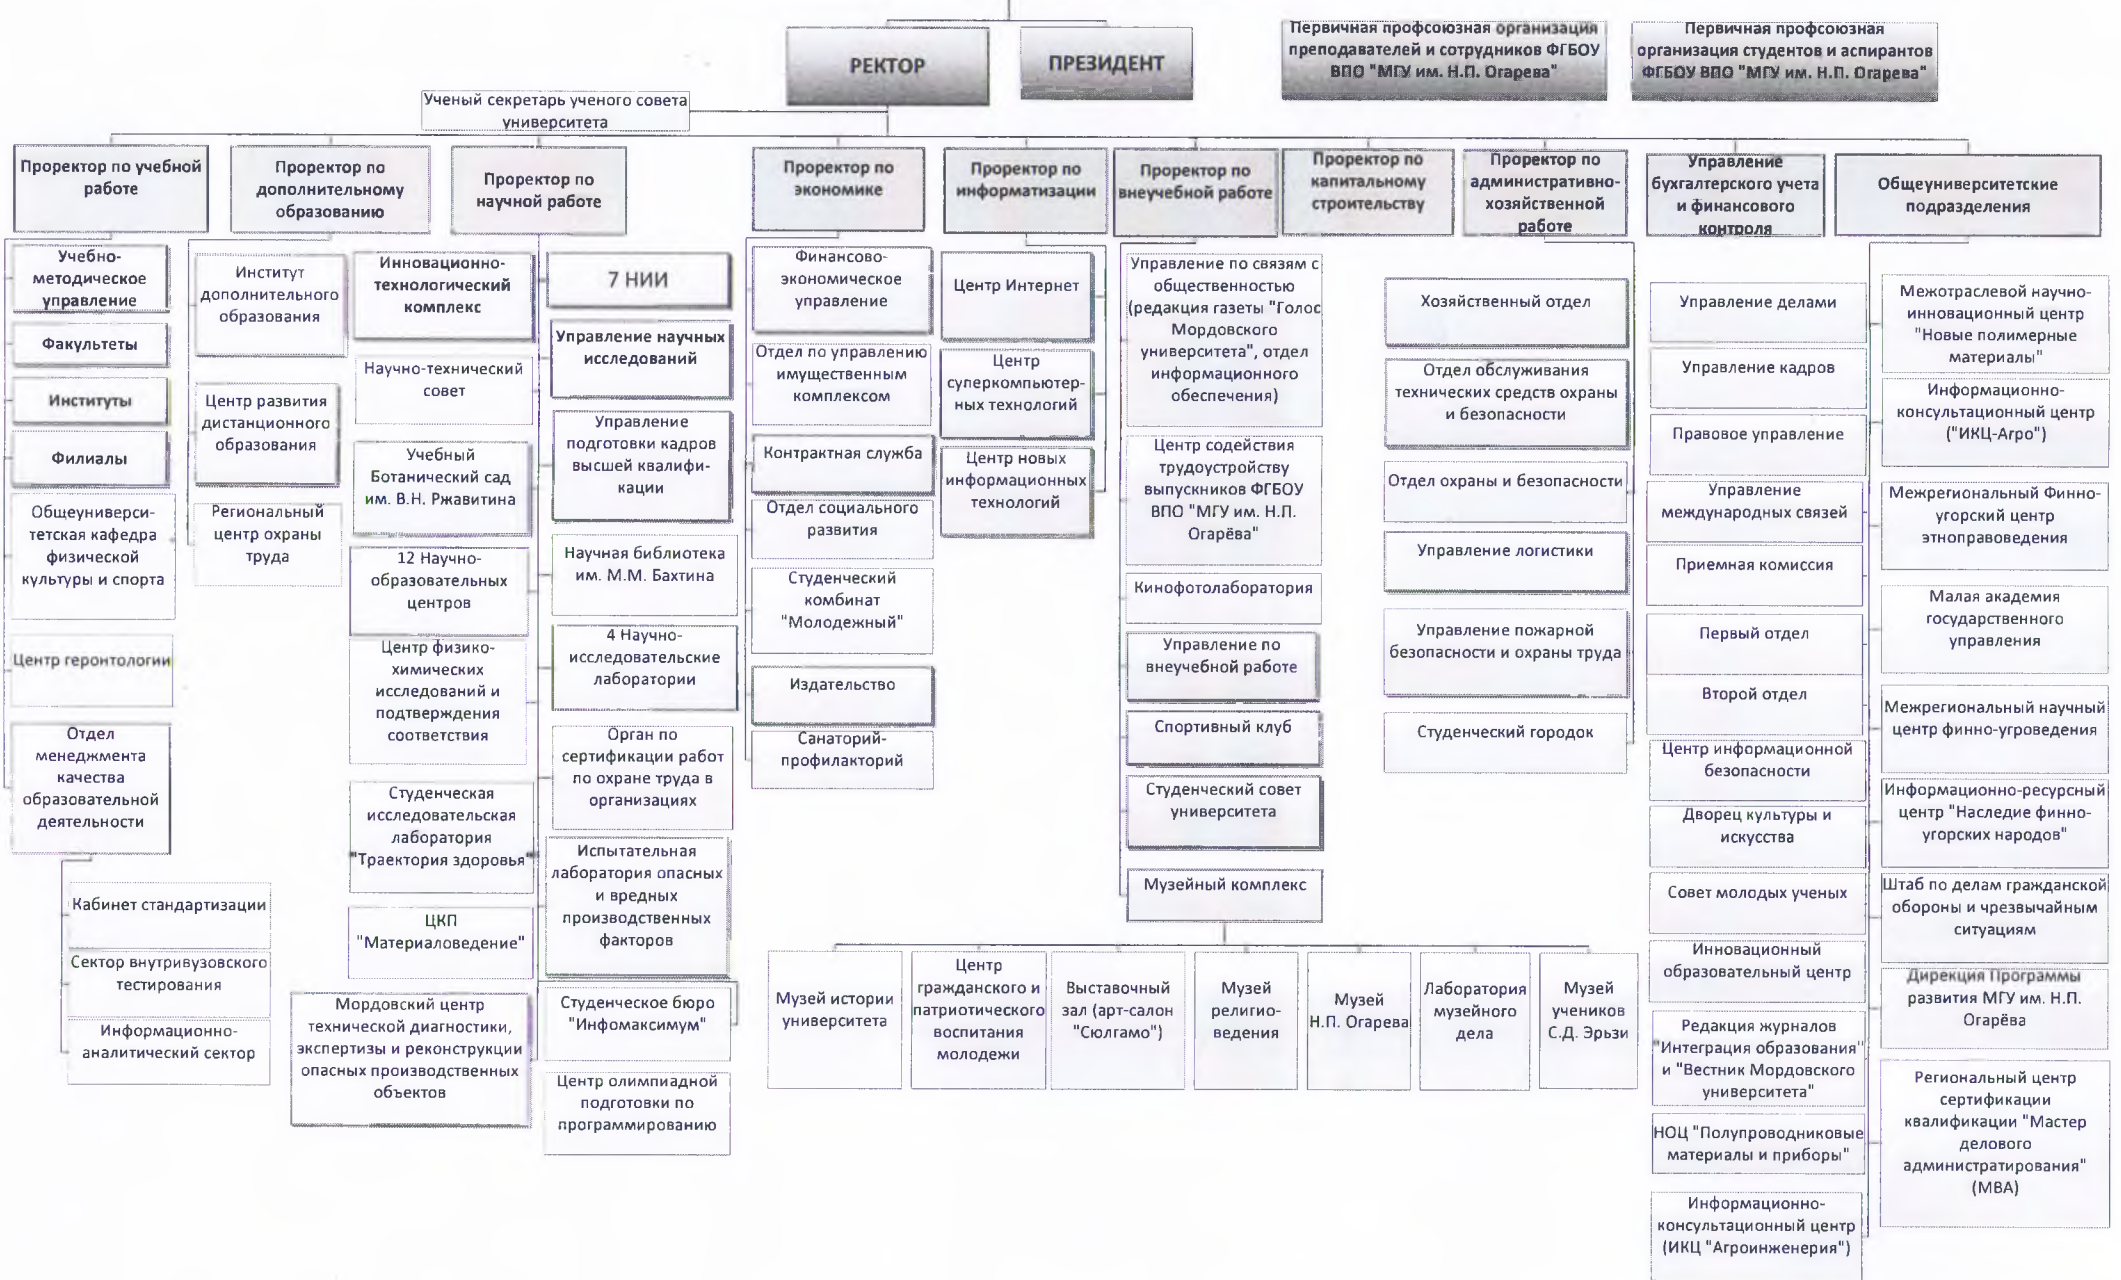 РЕКТОР
ПРЕЗИДЕНТ
Первичная профсоюзная организация
преподавателей и сотрудников ФГБОУ
ВПО "МГУ им. Н.П. Огарева"
Первичная профсоюзная
организация студентов и аспирантов
ФГБОУ ВПО "МГУ им. Н.П. Огарева"
Ученый секретарь ученого совета
университета
Проректор по учебной
работе
Проректор по
дополнительному
образованию
Проректор по
научной работе
Проректор по
экономике
Проректор по
информатизации
Проректор по
внеучебной работе
Проректор по
капитальному
строительству
Проректор по
административно-
хозяйственной
работе
Управление
бухгалтерского учета
и финансового
контроля
Общеуниверситетские
подразделения
Учебно-
методическое
управление
Факультеты
Институты
Филиалы
Общеуниверси-
тетская кафедра
физической
культуры и спорта
Центр геронтологии
Отдел
менеджмента
качества
образовательной
деятельности
Кабинет стандартизации
Сектор внутривузовского
тестирования
Информационно-
аналитический сектор
Институт
дополнительного
образования
Центр развития
дистанционного
образования
Региональный
центр охраны
труда
Инновационно-
технологический
комплекс
Научно-технический
совет
Учебный
Ботанический сад
им. В.Н. Ржавитина
12 Научно-
образовательных
центров
Центр физико-
химических
исследований и
подтверждения
соответствия
Студенческая
исследовательская
лаборатория
"Траектория здоровья"
ЦКП
"Материаловедение"
Мордовский центр
технической диагностики,
экспертизы и реконструкции
опасных производственных
объектов
7 НИИ
Управление научных
исследований
Управление
подготовки кадров
высшей квалифи-
кации
Научная библиотека
им. М.М. Бахтина
4 Научно-
исследовательские
лаборатории
Орган по
сертификации работ
по охране труда в
организациях
Испытательная
лаборатория опасных
и вредных
производственных
факторов
Студенческое бюро
"Инфомаксимум"
Центр олимпиадной
подготовки по
программированию
Финансово-
экономическое
управление
Отдел по управлению
имущественным
комплексом
Контрактная служба
Отдел социального
развития
Студенческий
комбинат
"Молодежный"
Издательство
Санаторий-
профилакторий
Центр Интернет
Центр
суперкомпьютер-
ных технологий
Центр новых
информационных
технологий
Управление по связям с
общественностью
(редакция газеты "Голос
Мордовского
университета", отдел
информационного
обеспечения)
Центр содействия
трудоустройству
выпускников ФГБОУ
ВПО "МГУ им. Н.П.
Огарёва"
Кинофотолаборатория
Управление по
внеучебной работе
Спортивный клуб
Студенческий совет
университета
Музейный комплекс
Музей истории
университета
Центр
гражданского и
патриотического
воспитания
молодежи
Выставочный
зал (арт-салон
"Сюлгамо")
Музей
религио-
ведения
Музей
Н.П. Огарева
Лаборатория
музейного
дела
Музей
учеников
С.Д. Эрьзи
Хозяйственный отдел
Отдел обслуживания
технических средств охраны
и безопасности
Отдел охраны и безопасности
Управление логистики
Управление пожарной
безопасности и охраны труда
Студенческий городок
Управление делами
Управление кадров
Правовое управление
Управление
международных связей
Приемная комиссия
Первый отдел
Второй отдел
Центр информационной
безопасности
Дворец культуры и
искусства
Совет молодых ученых
Инновационный
образовательный центр
Редакция журналов
"Интеграция образования"
и "Вестник Мордовского
университета"
НОЦ "Полупроводниковые
материалы и приборы"
Информационно-
консультационный центр
(ИКЦ "Агроинженерия")
Межотраслевой научно-
инновационный центр
"Новые полимерные
материалы"
Информационно-
консультационный центр
("ИКЦ-Агро")
Межрегиональный Финно-
угорский центр
этноправоведения
Малая академия
государственного
управления
Межрегиональный научный
центр финно-угроведения
Информационно-ресурсный
центр "Наследие финно-
угорских народов"
Штаб по делам гражданской
обороны и чрезвычайным
ситуациям
Дирекция Программы
развития МГУ им. Н.П.
Огарёва
Региональный центр
сертификации
квалификации "Мастер
делового
администратирования"
(МВА)